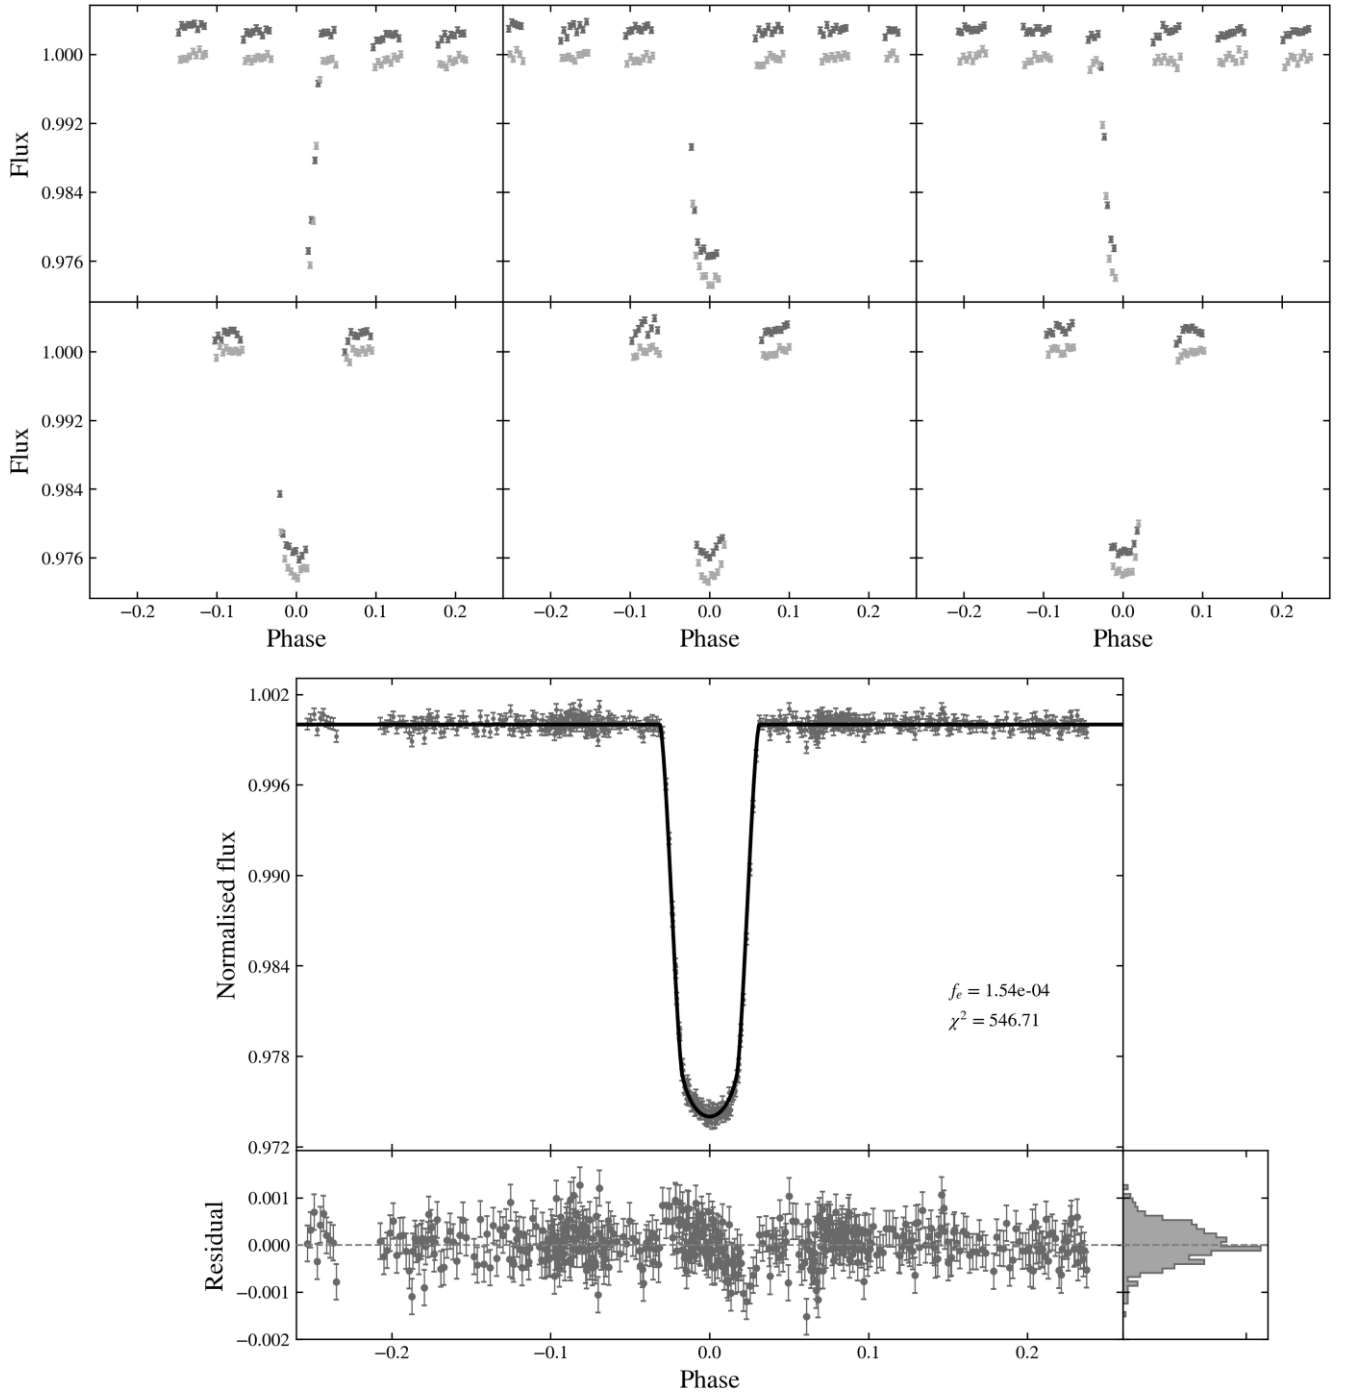 1.000
0.992
0.984
0.976
Flux
1.000
0.992
0.984
0.976
Flux
−0.2 −0.1 0.0 0.1 0.2 −0.2 −0.1 0.0 0.1 0.2 −0.2 −0.1 0.0 0.1 0.2
Phase Phase Phase
1.002
0.996
0.990
0.984
0.978
0.972
Normalised flux
fₑ = 1.54e-04
χ² = 546.71
0.001
0.000
−0.001
−0.002
Residual
−0.2 −0.1 0.0 0.1 0.2
Phase